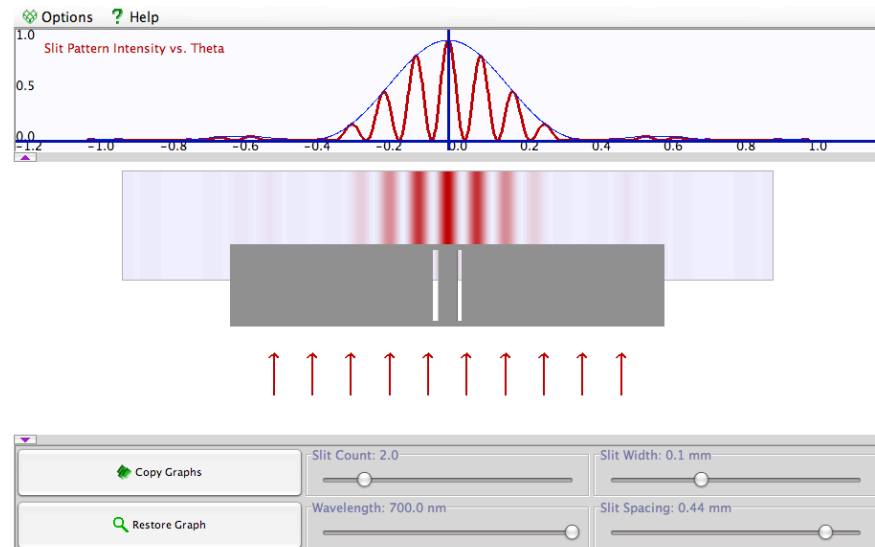 Options ? Help
1.0
Slit Pattern Intensity vs. Theta
0.5
0.0
-1.2 -1.0 -0.8 -0.6 -0.4 -0.2 0.0 0.2 0.4 0.6 0.8 1.0
Slit Count: 2.0 Slit Width: 0.1 mm
Copy Graphs
Wavelength: 700.0 nm Slit Spacing: 0.44 mm
Restore Graph